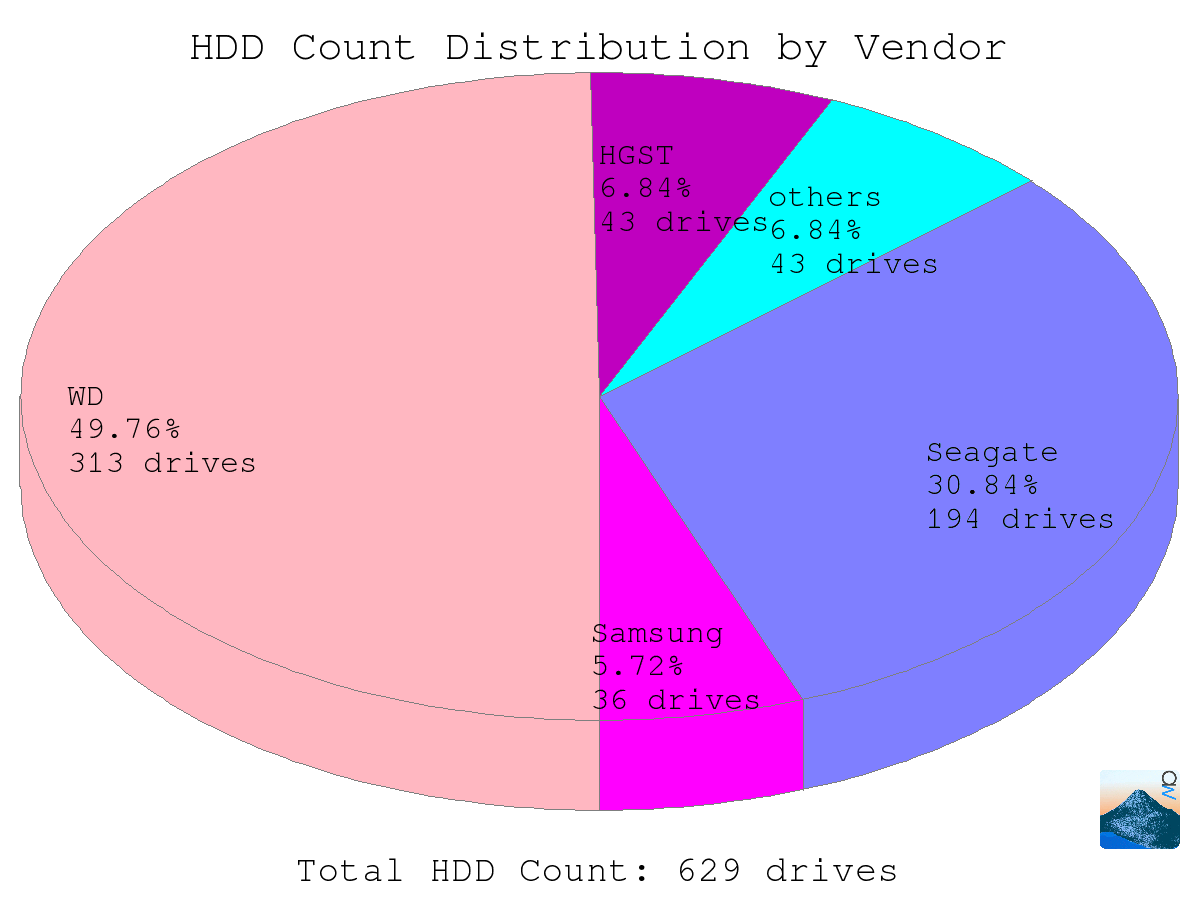 HDD Count Distribution by Vendor
HGST
6.84%
43 drives
others
6.84%
43 drives
WD
49.76%
313 drives
Seagate
30.84%
194 drives
Samsung
5.72%
36 drives
Total HDD Count: 629 drives